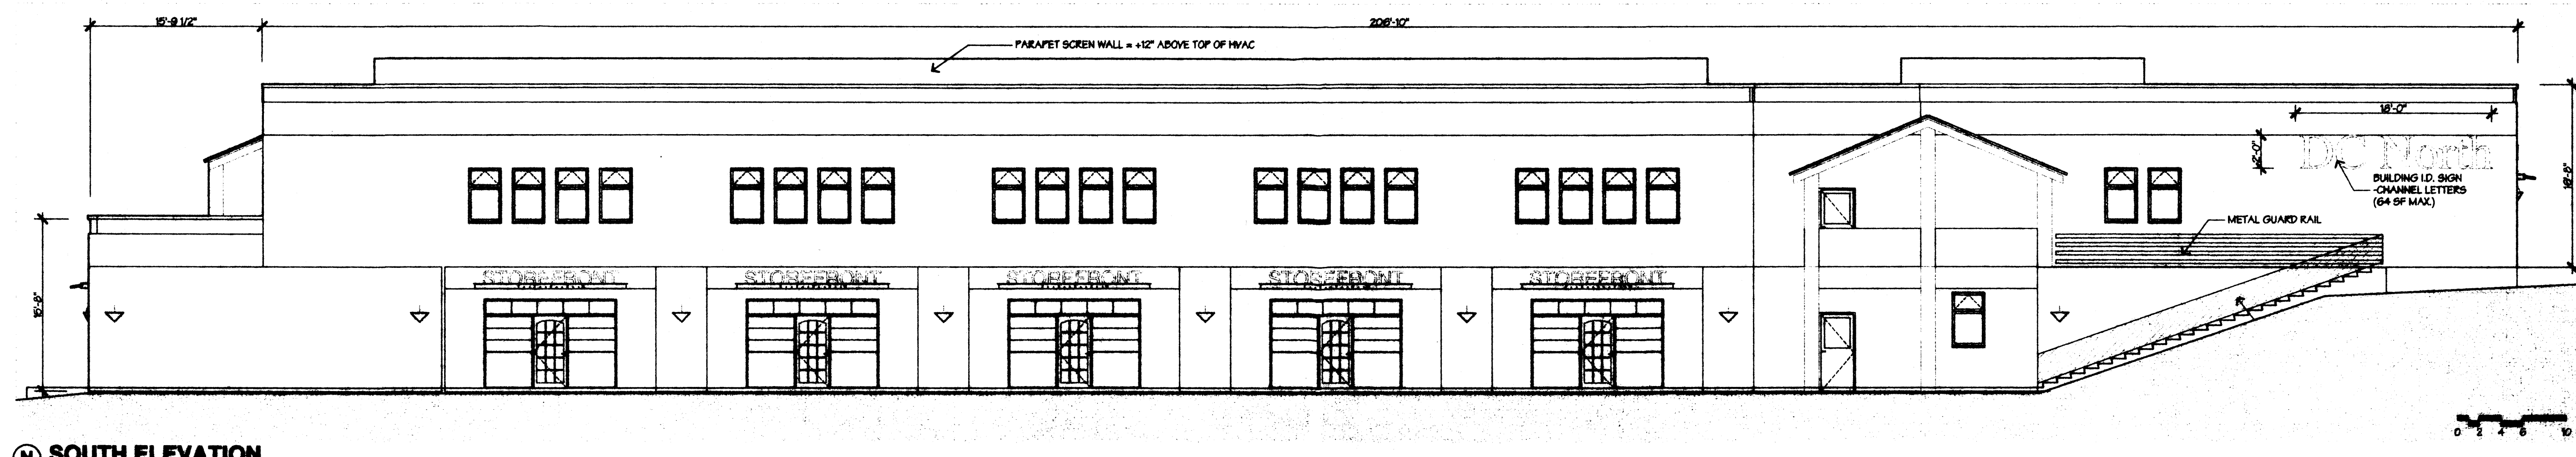 15'-9 1/2"
206'-10"
PARAPET SCREN WALL = +12" ABOVE TOP OF HVAC
18'-0"
2'-0"
DC North
BUILDING I.D. SIGN
-CHANNEL LETTERS
(64 SF MAX.)
METAL GUARD RAIL
STOREFRONT
STOREFRONT
STOREFRONT
STOREFRONT
STOREFRONT
15'-8"
0 2 4 6 10
N SOUTH ELEVATION